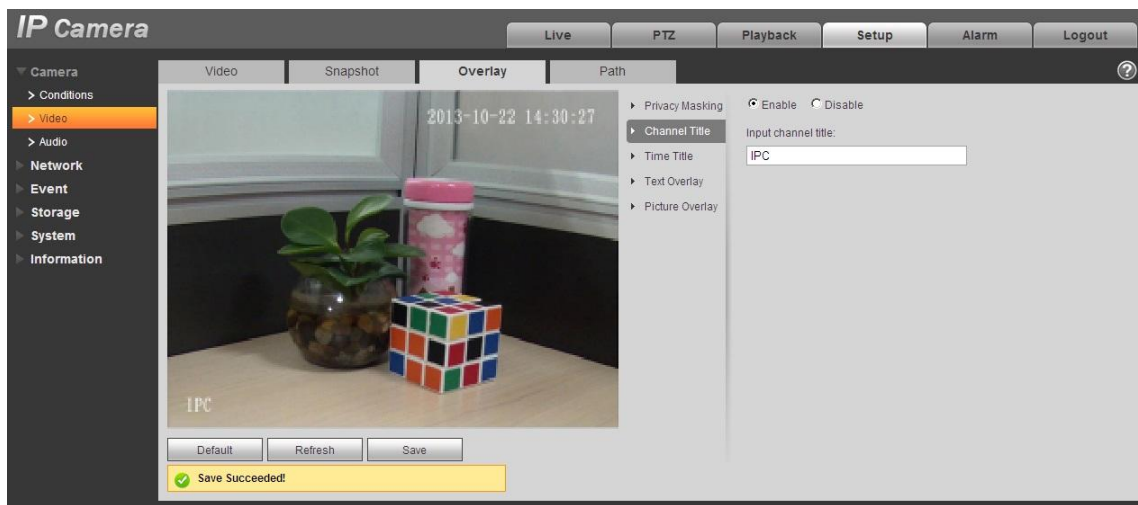 IP Camera
Live
PTZ
Playback
Setup
Alarm
Logout
Camera
> Conditions
> Video
> Audio
Network
Event
Storage
System
Information
Video
Snapshot
Overlay
Path
?
2013-10-22 14:30:27
IPC
Privacy Masking
Channel Title
Time Title
Text Overlay
Picture Overlay
Enable Disable
Input channel title:
IPC
Default
Refresh
Save
Save Succeeded!